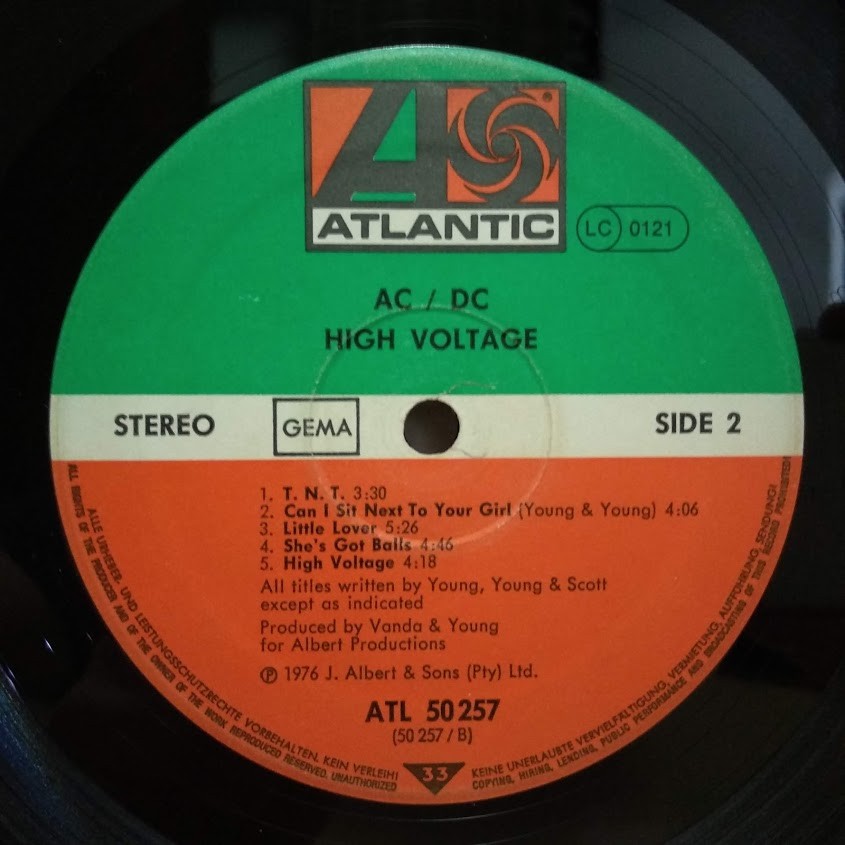 ATLANTIC
LC 0121
AC / DC
HIGH VOLTAGE
STEREO
GEMA
SIDE 2
1. T. N. T. 3:30
2. Can I Sit Next To Your Girl (Young & Young) 4:06
3. Little Lover 5:26
4. She's Got Balls 4:46
5. High Voltage 4:18
All titles written by Young, Young & Scott
except as indicated
Produced by Vanda & Young
for Albert Productions
℗ 1976 J. Albert & Sons (Pty) Ltd.
ATL 50 257
(50 257 / B)
33
ALLE URHEBER- UND LEISTUNGSSCHUTZRECHTE VORBEHALTEN. KEIN VERLEIH! KEINE UNERLAUBTE VERVIELFALTIGUNG, VERMIETUNG, AUFFÜHRUNG, SENDUNG!
ALL RIGHTS OF THE PRODUCER AND OF THE OWNER OF THE WORK REPRODUCED RESERVED. UNAUTHORIZED COPYING, HIRING, LENDING, PUBLIC PERFORMANCE AND BROADCASTING OF THIS RECORD PROHIBITED